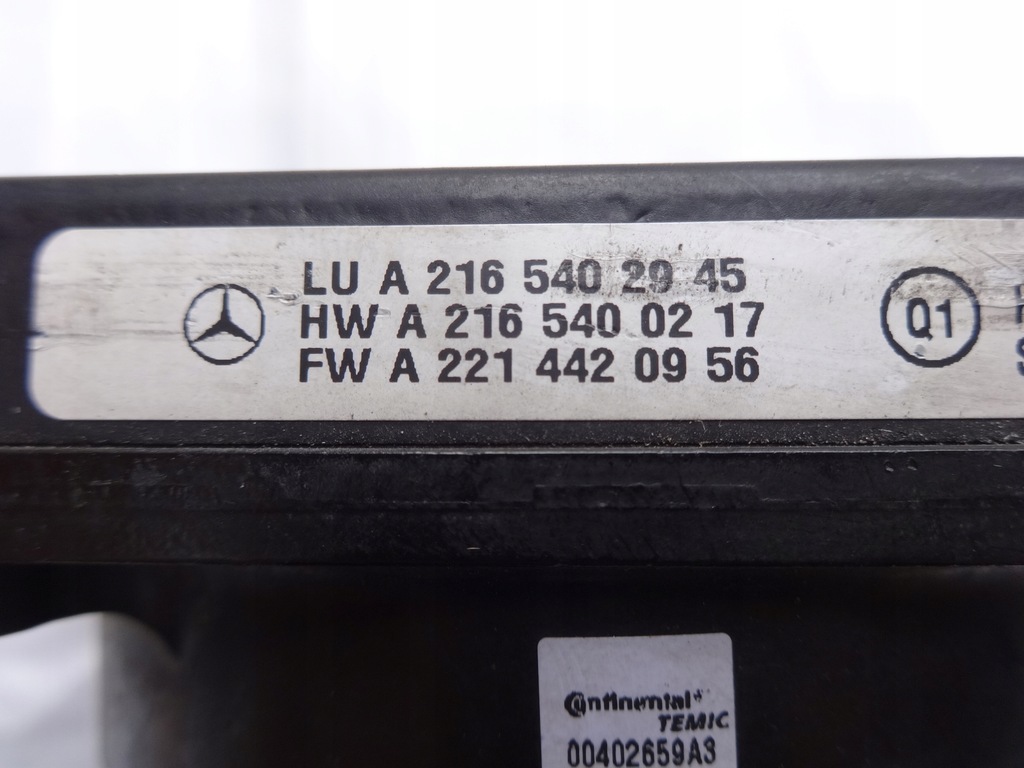 LU A 216 540 29 45
HW A 216 540 02 17
FW A 221 442 09 56
Q1
Continental
TEMIC
00402659A3